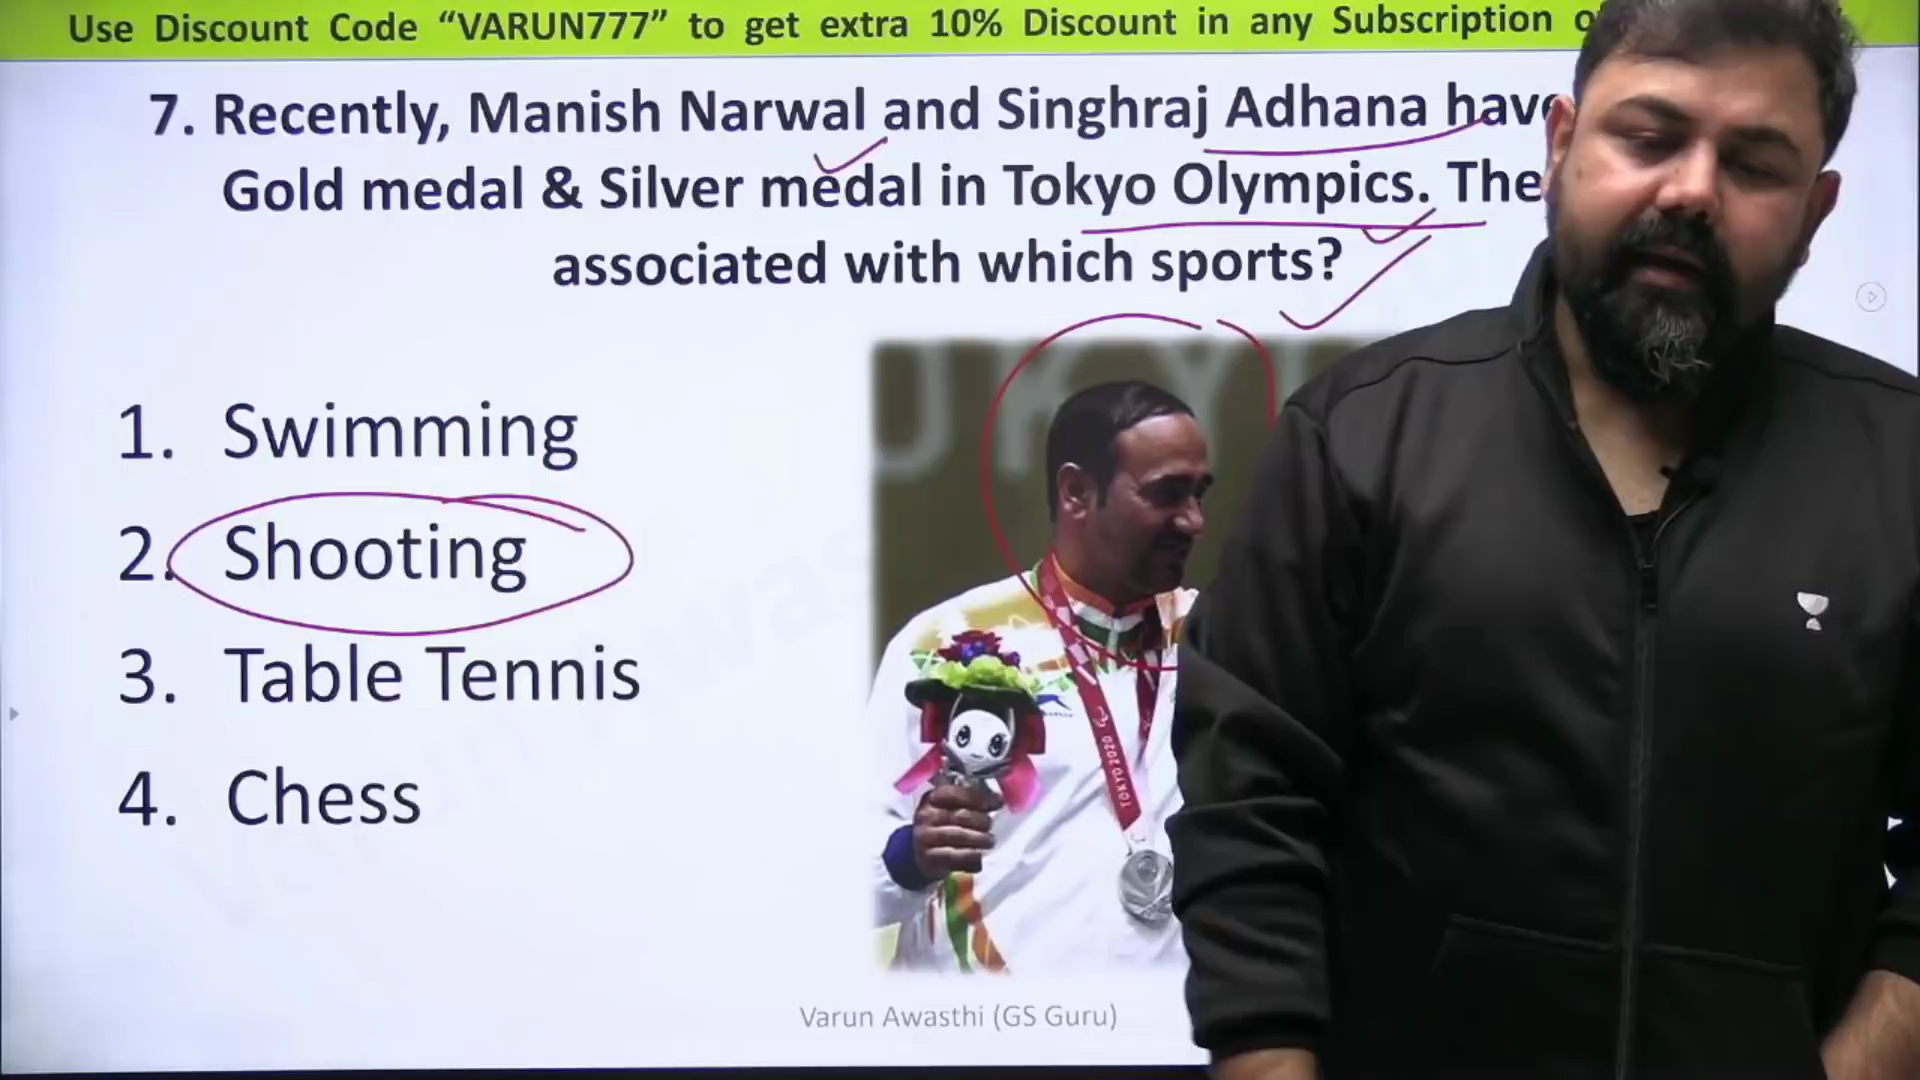 Use Discount Code “VARUN777” to get extra 10% Discount in any Subscription
7. Recently, Manish Narwal and Singhraj Adhana have
Gold medal & Silver medal in Tokyo Olympics.
associated with which sports?
1. Swimming
2. Shooting
3. Table Tennis
4. Chess
TOKYO 2020
Varun Awasthi (GS Guru)